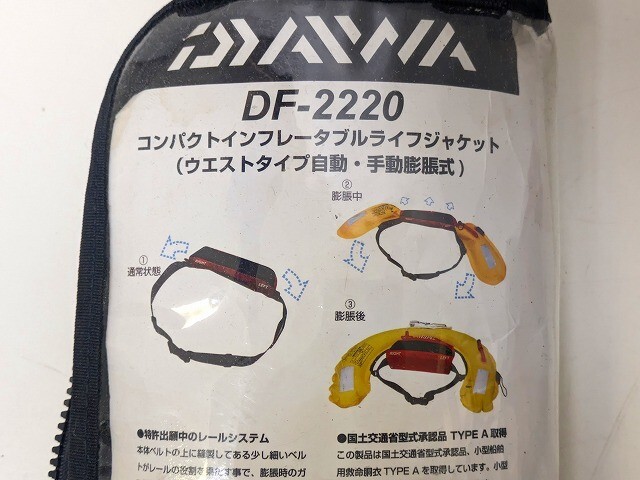 DAIWA
DF-2220
コンパクトインフレータブルライフジャケット
(ウエストタイプ自動・手動膨脹式)
②
膨脹中
①
通常状態
RIGHT
LEFT
③
膨脹後
RIGHT
LEFT
●特許出願中のレールシステム
本体ベルトの上に縫製してある少し細いベル
トがレールの役割を果たす事で、膨脹時のガ
●国土交通省型式承認品 TYPE A 取得
この製品は国土交通省型式承認品、小型船舶
用救命胴衣 TYPE A を取得しています。小型